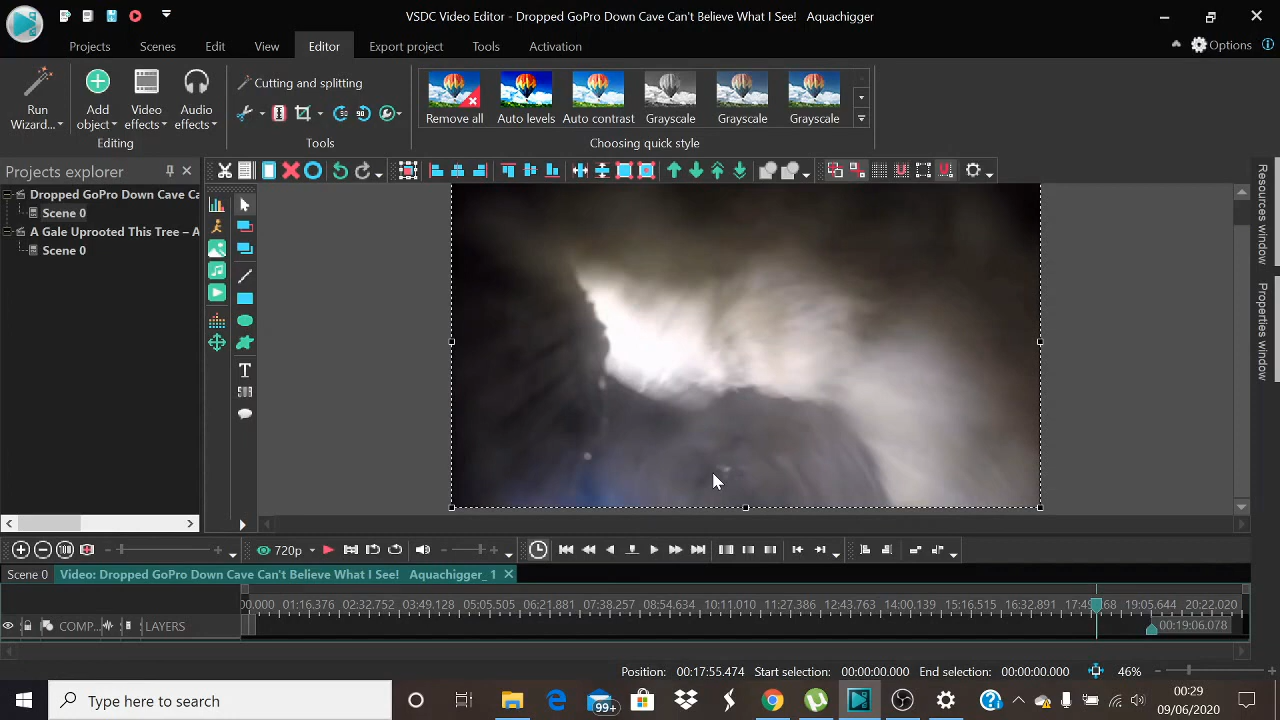 VSDC Video Editor - Dropped GoPro Down Cave Can't Believe What I See! Aquachigger
Projects Scenes Edit View Editor Export project Tools Activation
Options
Run Wizard...
Add object
Video effects
Audio effects
Editing
Cutting and splitting
Tools
Remove all
Auto levels
Auto contrast
Grayscale
Grayscale
Grayscale
Choosing quick style
Projects explorer
Dropped GoPro Down Cave Ca
Scene 0
A Gale Uprooted This Tree – A
Scene 0
Resources window
Properties window
T
720p
Scene 0
Video: Dropped GoPro Down Cave Can't Believe What I See! Aquachigger_1
00.000 01:16.376 02:32.752 03:49.128 05:05.505 06:21.881 07:38.257 08:54.634 10:11.010 11:27.386 12:43.763 14:00.139 15:16.515 16:32.891 17:49.268 19:05.644 20:22.020
COMP... LAYERS
00:19:06.078
Position: 00:17:55.474 Start selection: 00:00:00.000 End selection: 00:00:00.000 46%
Type here to search
99+
00:29
09/06/2020